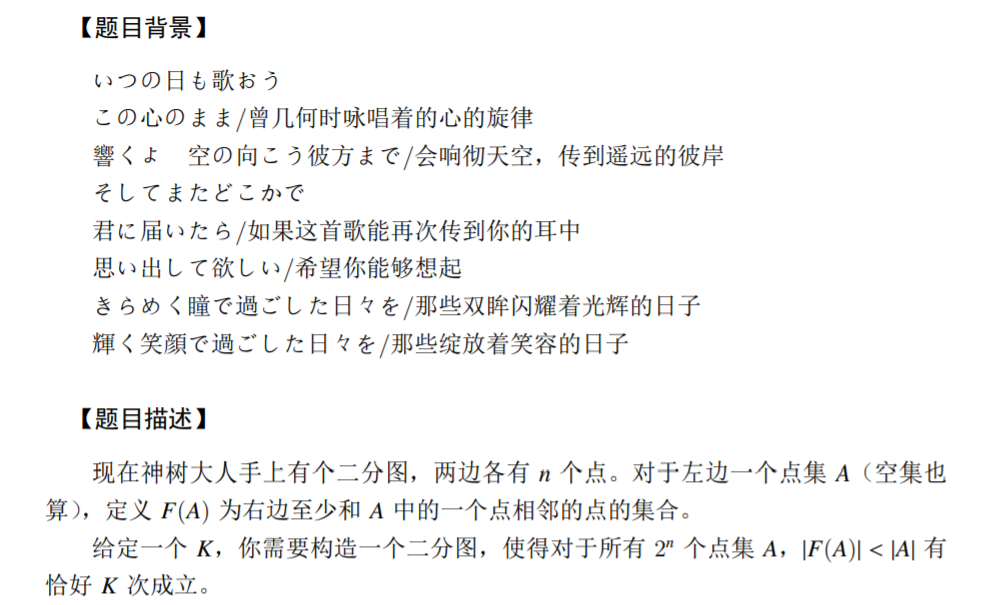 【题目背景】
いつの日も歌おう
この心のまま/曾几何时咏唱着的心的旋律
響くよ　空の向こう彼方まで/会响彻天空，传到遥远的彼岸
そしてまたどこかで
君に届いたら/如果这首歌能再次传到你的耳中
思い出して欲しい/希望你能够想起
きらめく瞳で過ごした日々を/那些双眸闪耀着光辉的日子
輝く笑顔で過ごした日々を/那些绽放着笑容的日子
【题目描述】
现在神树大人手上有个二分图，两边各有 n 个点。对于左边一个点集 A（空集也
算），定义 F(A) 为右边至少和 A 中的一个点相邻的点的集合。
给定一个 K，你需要构造一个二分图，使得对于所有 2ⁿ 个点集 A，|F(A)| < |A| 有
恰好 K 次成立。